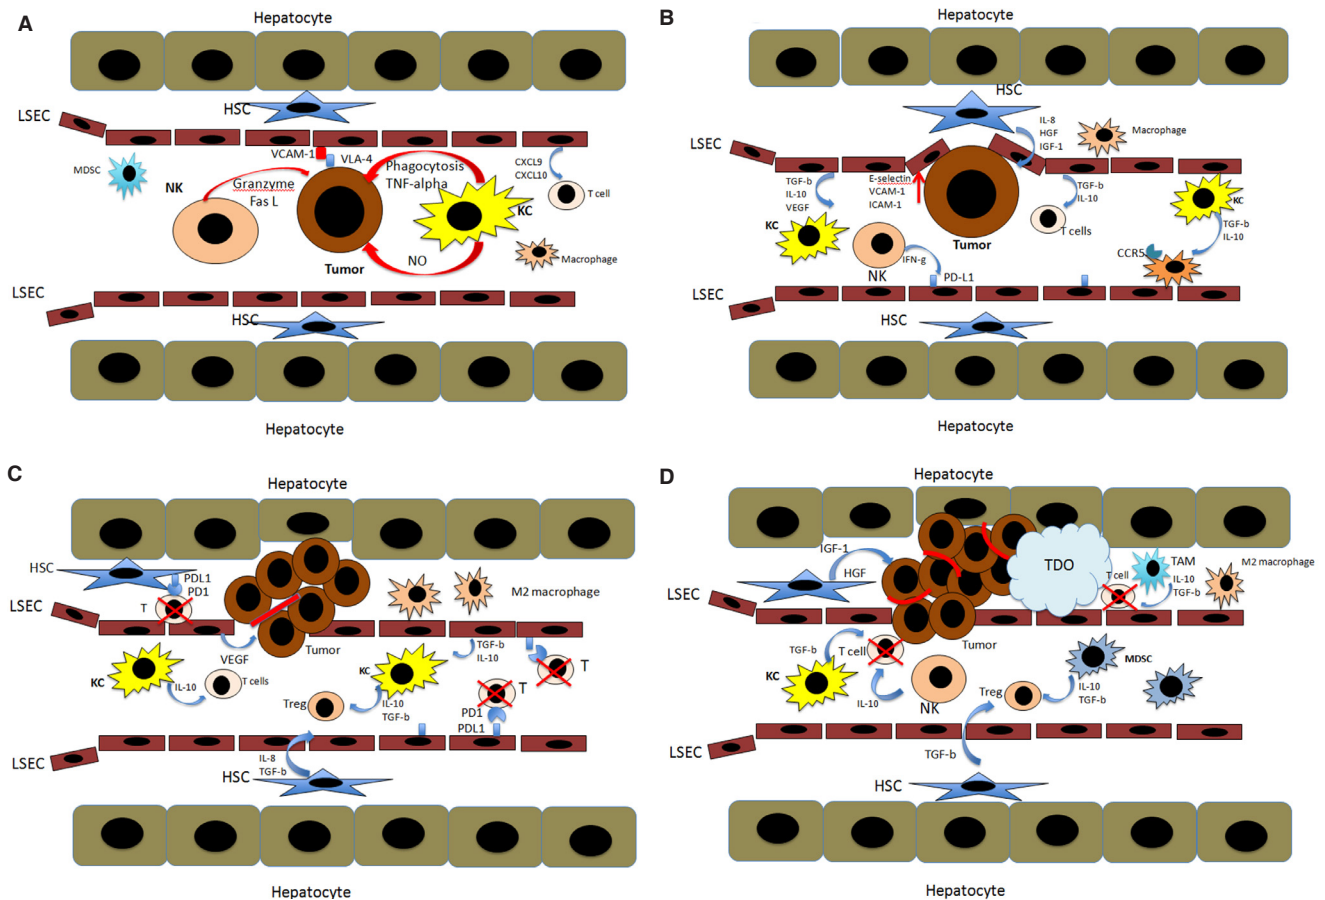 A
Hepatocyte
HSC
LSEC
VCAM-1
VLA-4
MDSC
NK
Granzyme
Fas L
Phagocytosis
TNF-alpha
CXCL9
CXCL10
T cell
KC
Tumor
NO
Macrophage
LSEC
HSC
Hepatocyte
B
Hepatocyte
HSC
IL-8
HGF
IGF-1
Macrophage
LSEC
TGF-b
IL-10
VEGF
E-selectin
VCAM-1
ICAM-1
TGF-b
IL-10
KC
KC
T cells
TGF-b
IL-10
Tumor
IFN-g
CCR5
NK
PD-L1
LSEC
HSC
Hepatocyte
C
Hepatocyte
HSC
PDL1
PD1
T
M2 macrophage
LSEC
VEGF
Tumor
TGF-b
IL-10
KC
IL-10
T cells
KC
T
T
Treg
IL-10
TGF-b
PD1
PDL1
IL-8
TGF-b
LSEC
HSC
Hepatocyte
D
Hepatocyte
IGF-1
HGF
HSC
TDO
TAM
T cell
IL-10
TGF-b
M2 macrophage
LSEC
TGF-b
T cell
Tumor
KC
IL-10
NK
Treg
MDSC
IL-10
TGF-b
LSEC
TGF-b
HSC
Hepatocyte